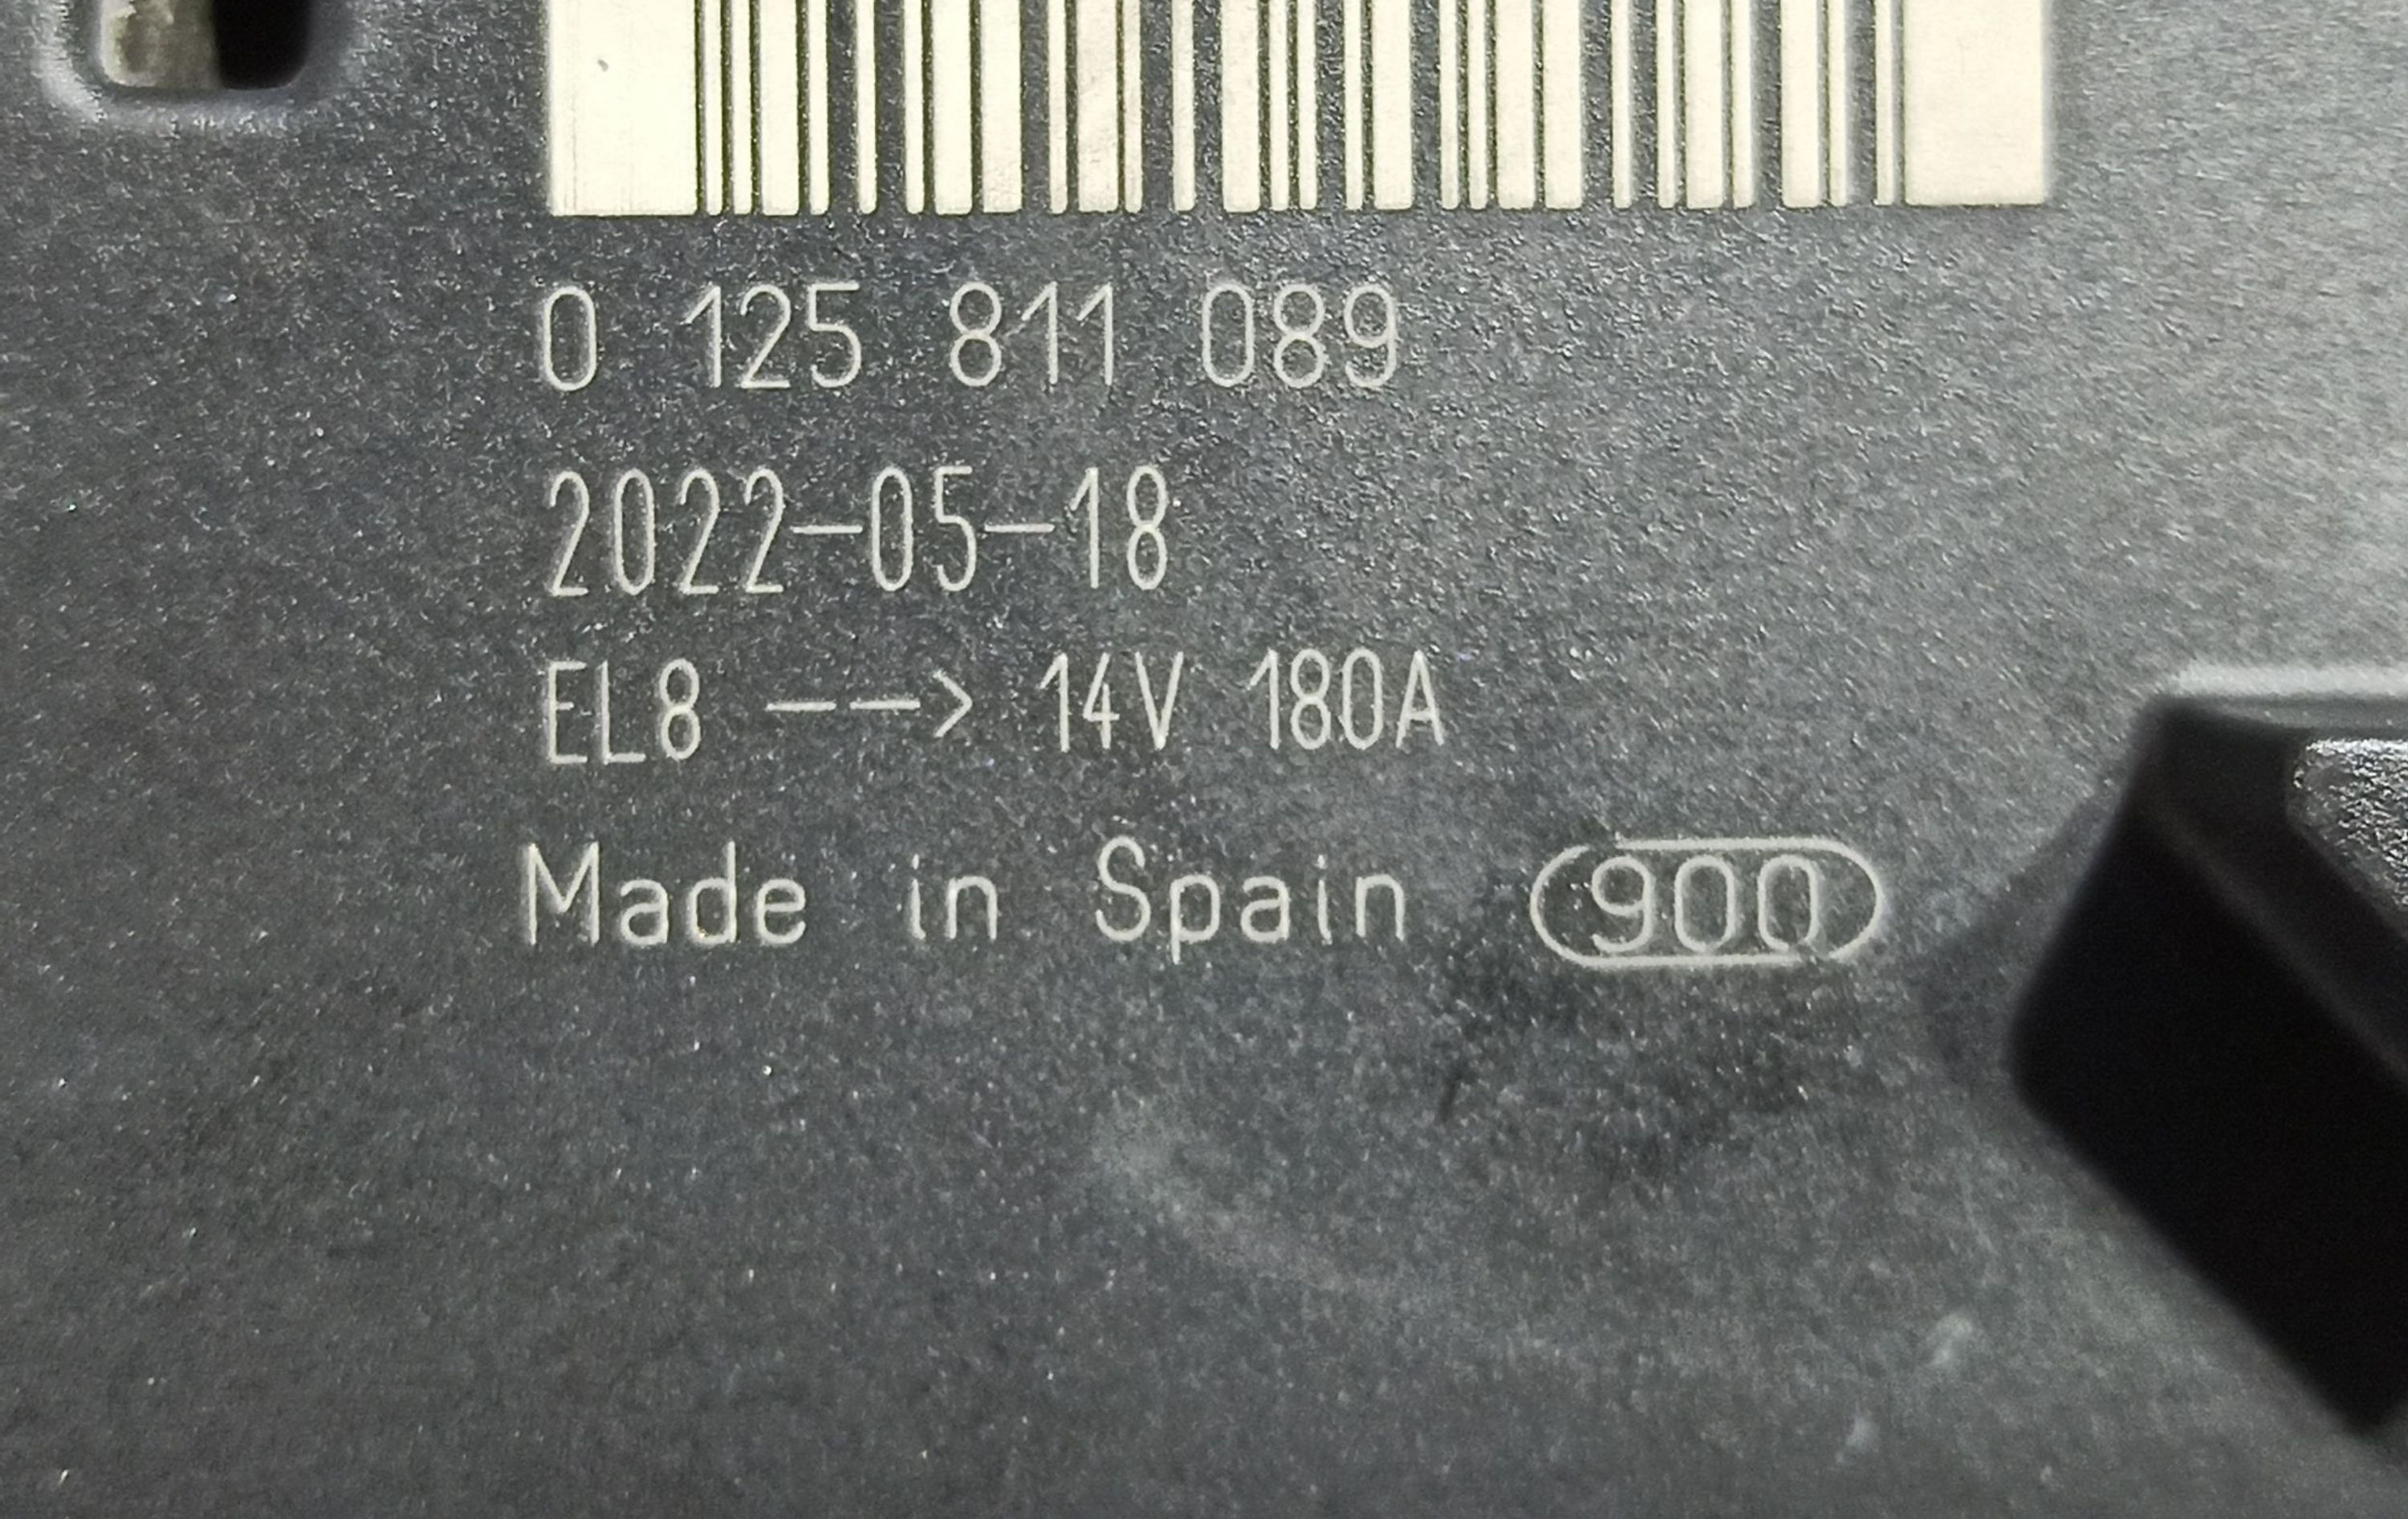 0 125 811 089
2022-05-18
EL8 --> 14V 180A
Made in Spain 900